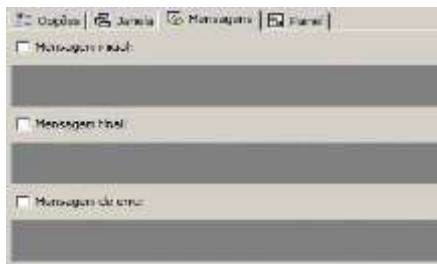 Opções Janela Mensagens Painel
Mensagem inicial:
Mensagem final:
Mensagem de erro: